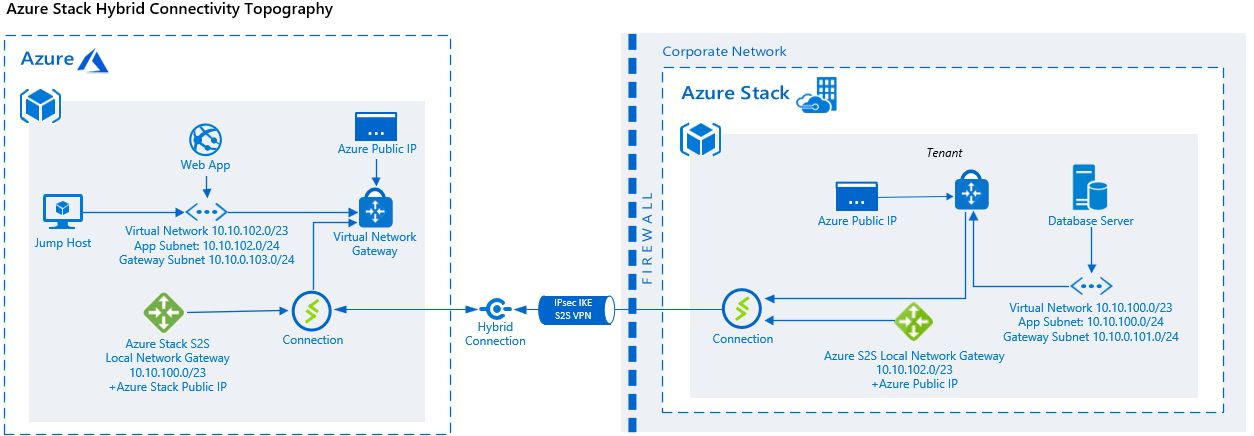 Azure Stack Hybrid Connectivity Topography
Azure
Azure Public IP
Web App
Jump Host
Virtual Network 10.10.102.0/23
App Subnet: 10.10.102.0/24
Gateway Subnet 10.10.0.103.0/24
Virtual Network
Gateway
Azure Stack S2S
Local Network Gateway
10.10.100.0/23
+Azure Stack Public IP
Connection
Hybrid
Connection
IPsec IKE
S2S VPN
FIREWALL
Corporate Network
Azure Stack
Tenant
Azure Public IP
Database Server
Virtual Network 10.10.100.0/23
App Subnet: 10.10.100.0/24
Gateway Subnet 10.10.0.101.0/24
Connection
Azure S2S Local Network Gateway
10.10.102.0/23
+Azure Public IP